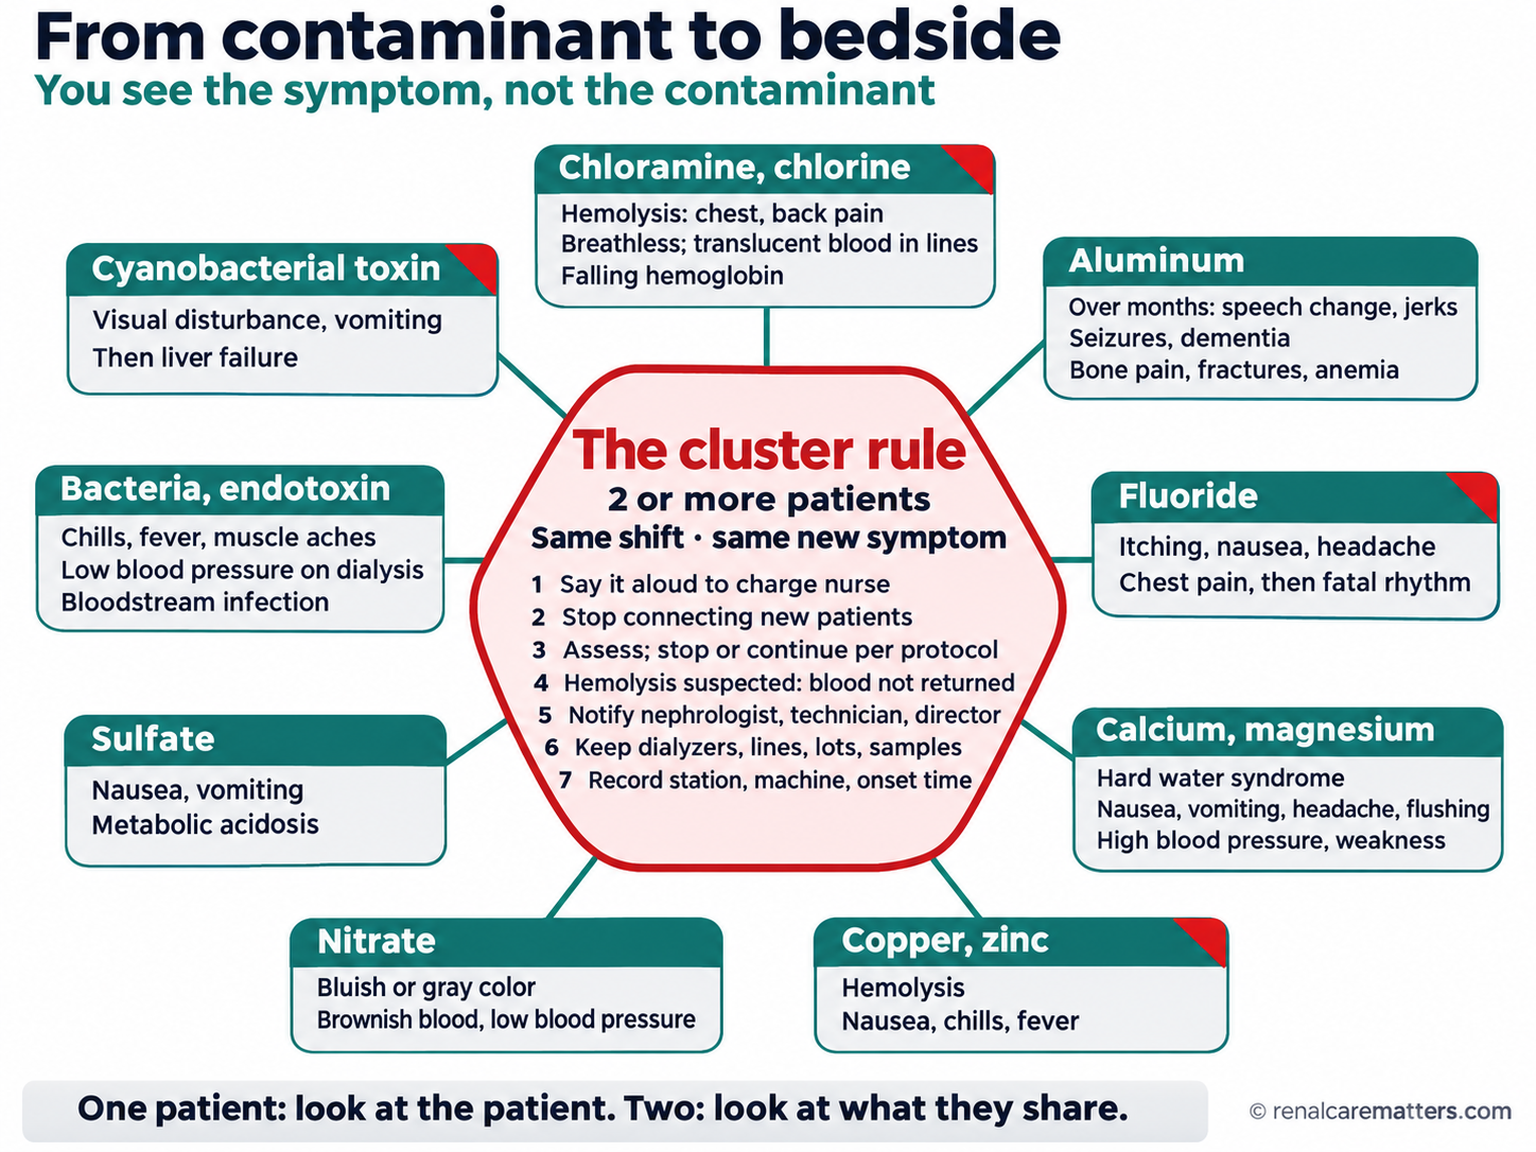 From contaminant to bedside
You see the symptom, not the contaminant
Chloramine, chlorine
Hemolysis: chest, back pain
Breathless; translucent blood in lines
Falling hemoglobin
Cyanobacterial toxin
Visual disturbance, vomiting
Then liver failure
Aluminum
Over months: speech change, jerks
Seizures, dementia
Bone pain, fractures, anemia
Bacteria, endotoxin
Chills, fever, muscle aches
Low blood pressure on dialysis
Bloodstream infection
The cluster rule
2 or more patients
Same shift · same new symptom
1 Say it aloud to charge nurse
2 Stop connecting new patients
3 Assess; stop or continue per protocol
4 Hemolysis suspected: blood not returned
5 Notify nephrologist, technician, director
6 Keep dialyzers, lines, lots, samples
7 Record station, machine, onset time
Fluoride
Itching, nausea, headache
Chest pain, then fatal rhythm
Sulfate
Nausea, vomiting
Metabolic acidosis
Calcium, magnesium
Hard water syndrome
Nausea, vomiting, headache, flushing
High blood pressure, weakness
Nitrate
Bluish or gray color
Brownish blood, low blood pressure
Copper, zinc
Hemolysis
Nausea, chills, fever
One patient: look at the patient. Two: look at what they share.
© renalcarematters.com